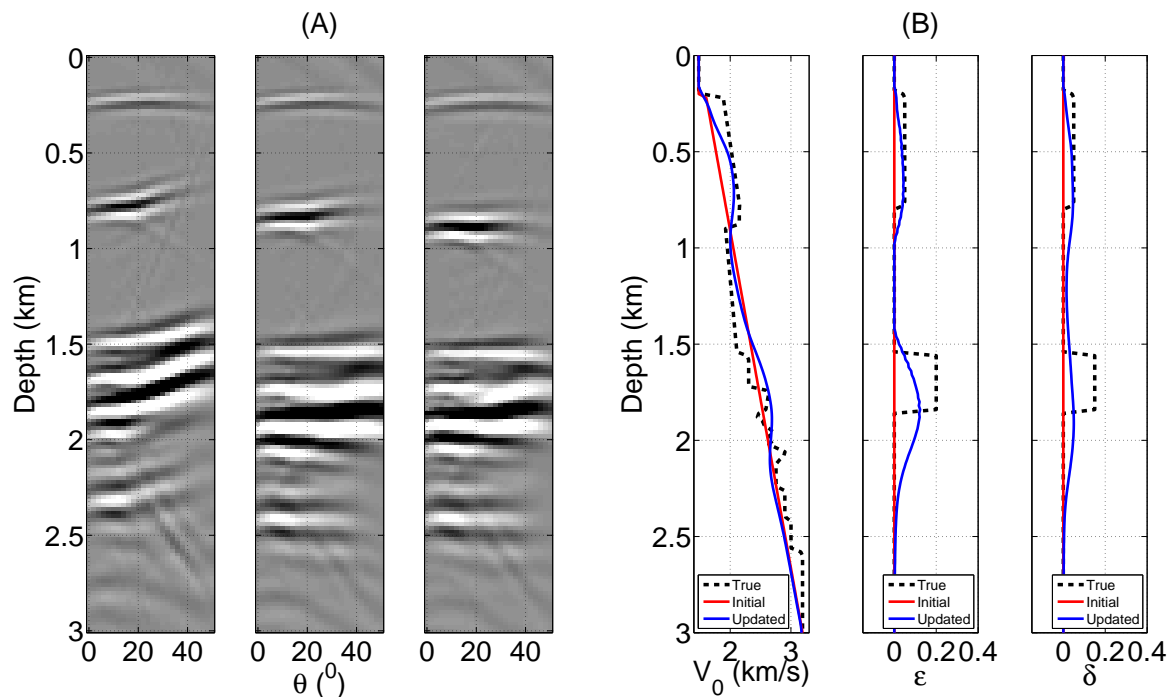 (A)
(B)
0
0.5
1
1.5
2
2.5
3
Depth (km)
0 20 40
0 20 40
0 20 40
θ (0)
0
0.5
1
1.5
2
2.5
3
Depth (km)
True
Initial
Updated
2 3
V0 (km/s)
True
Initial
Updated
0 0.2 0.4
ε
True
Initial
Updated
0 0.2 0.4
δ